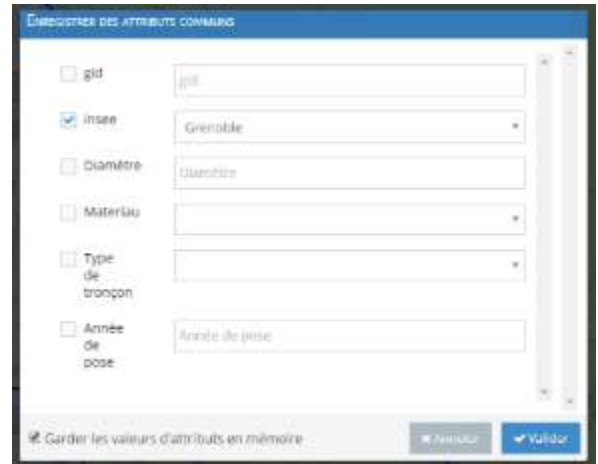 ENREGISTRER DES ATTRIBUTS COMMUNS
gid
gid
insee
Grenoble
Diamètre
Diamètre
Materiau
Type
de
tronçon
Année
de
pose
Année de pose
Garder les valeurs d'attributs en mémoire
Annuler
Valider